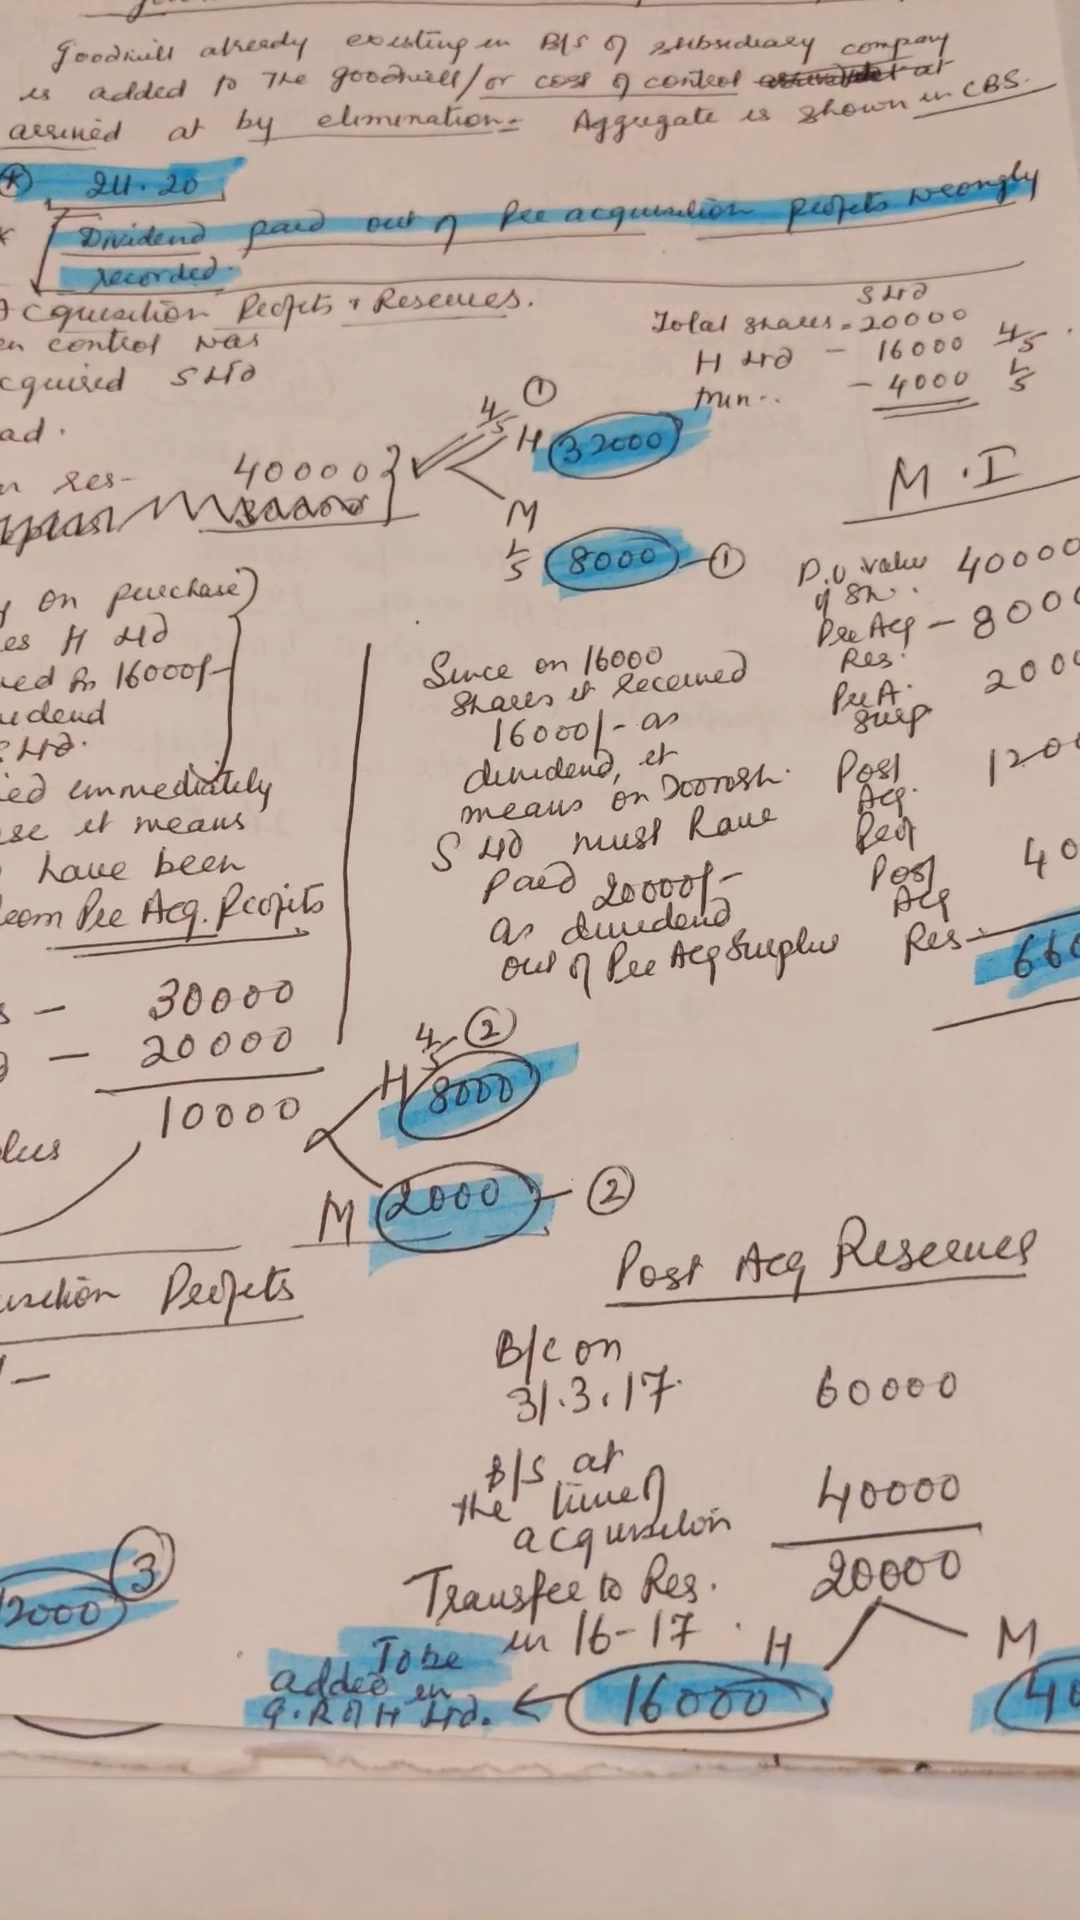 Goodwill already existing in B/S of subsidiary company
is added to the goodwill/or cost of control at
arrived at by elimination. Aggregate is shown in CBS.
24.20
Dividend paid out of Pre acquisition profits wrongly
recorded.
Acquisition Profits & Reserves.
control was
acquired S Ltd
S Ltd
Total shares = 20000
H Ltd - 16000 4/5
Min.. - 4000 1/5
res- 40000
4/5 ①
H 32000
M
1/5 8000 - ①
M.I
on purchase)
H Ltd
Rs 16000/-
immediately
it means
have been
from Pre Acq. Profits
30000
20000
10000
Since on 16000
shares it received
16000/- as
dividend, it
means on 20000 sh.
S Ltd must have
paid 20000/-
as dividend
out of Pre Acq Surplus
P.U value 40000
of Sh.
Pre Acq - 8000
Res.
Pre A. 2000
Surp.
Post
Acq.
Prof
Post
Acq
Res -
4/5 ②
H 8000
M 2000 - ②
Profits
12000 ③
Post Acq Reserves
B/C on
31.3.17. 60000
B/S at
the time of
acquisition 40000
20000
Transfer to Res.
in 16-17.
H M
To be
added in
G.R of H Ltd. ← 16000